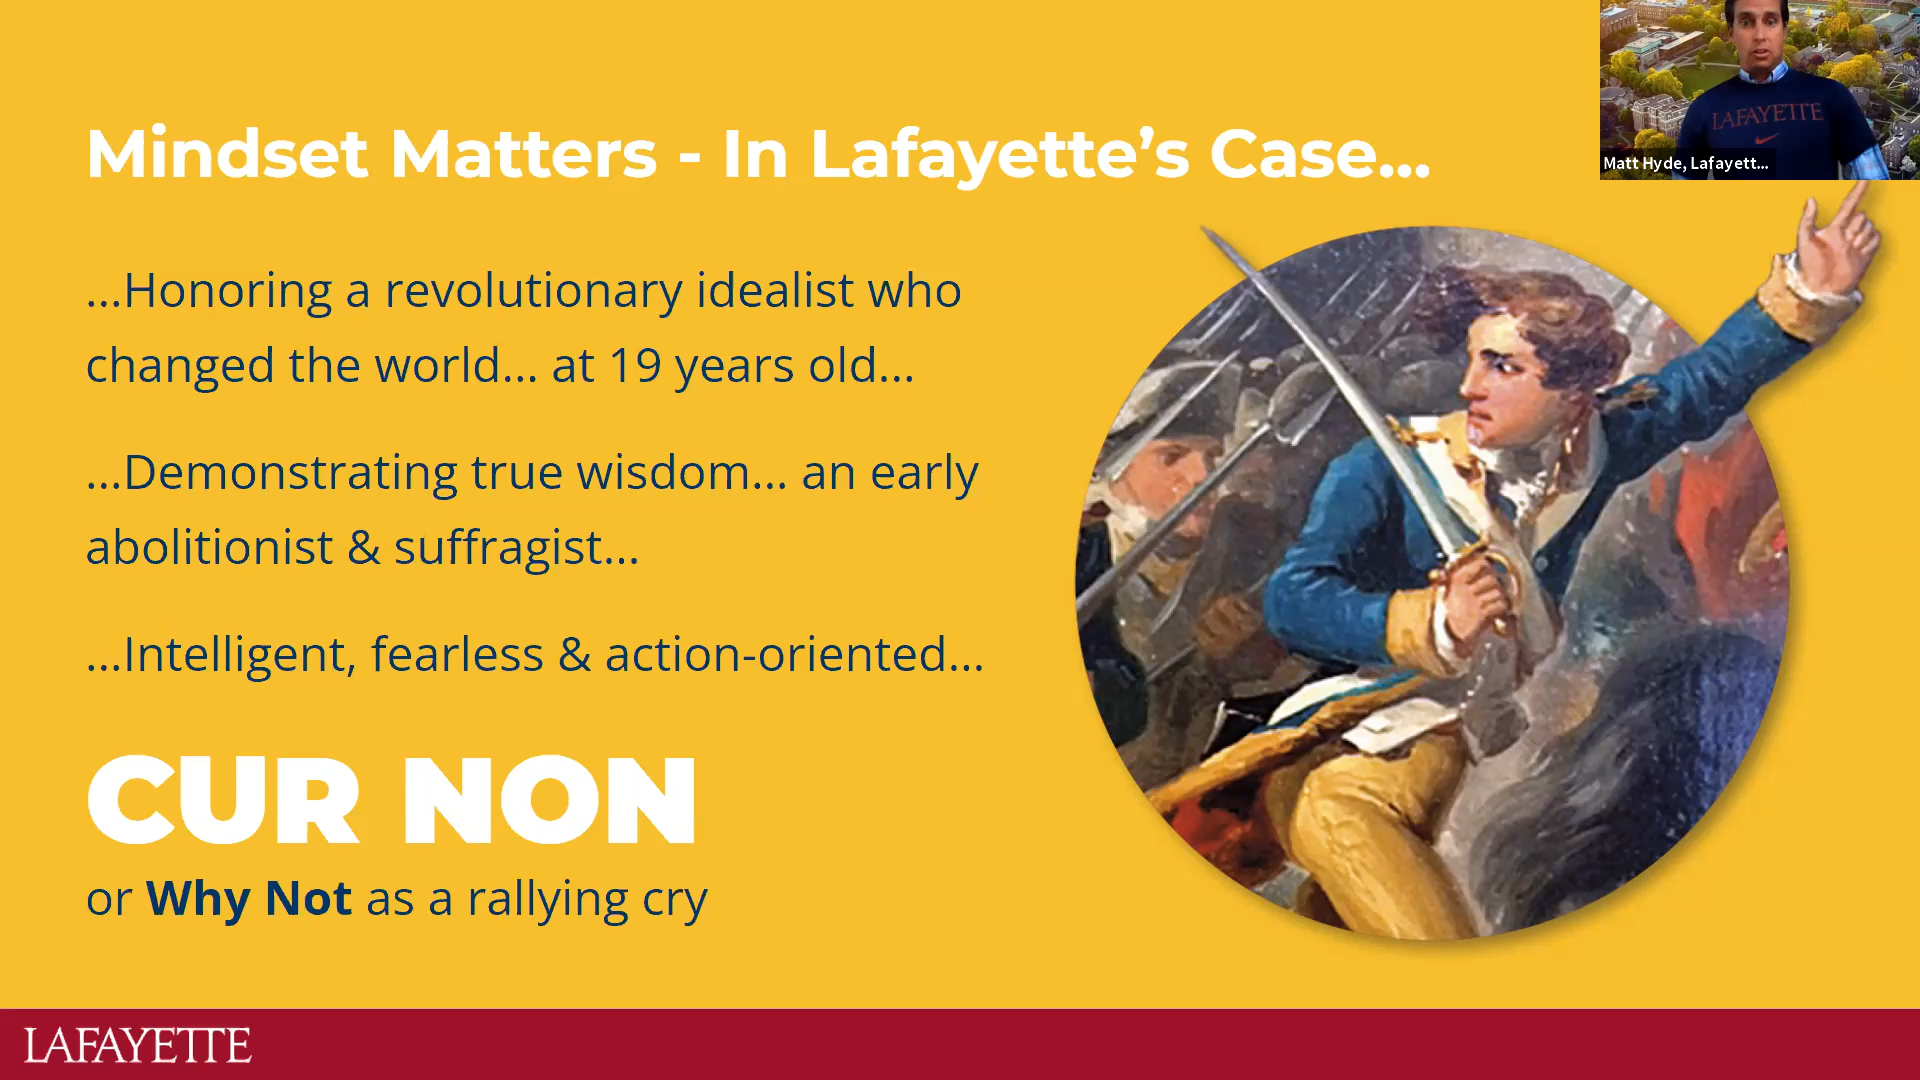 Mindset Matters - In Lafayette's Case...
...Honoring a revolutionary idealist who
changed the world... at 19 years old...
...Demonstrating true wisdom... an early
abolitionist & suffragist...
...Intelligent, fearless & action-oriented...
CUR NON
or Why Not as a rallying cry
LAFAYETTE
LAFAYETTE
Matt Hyde, Lafayett...